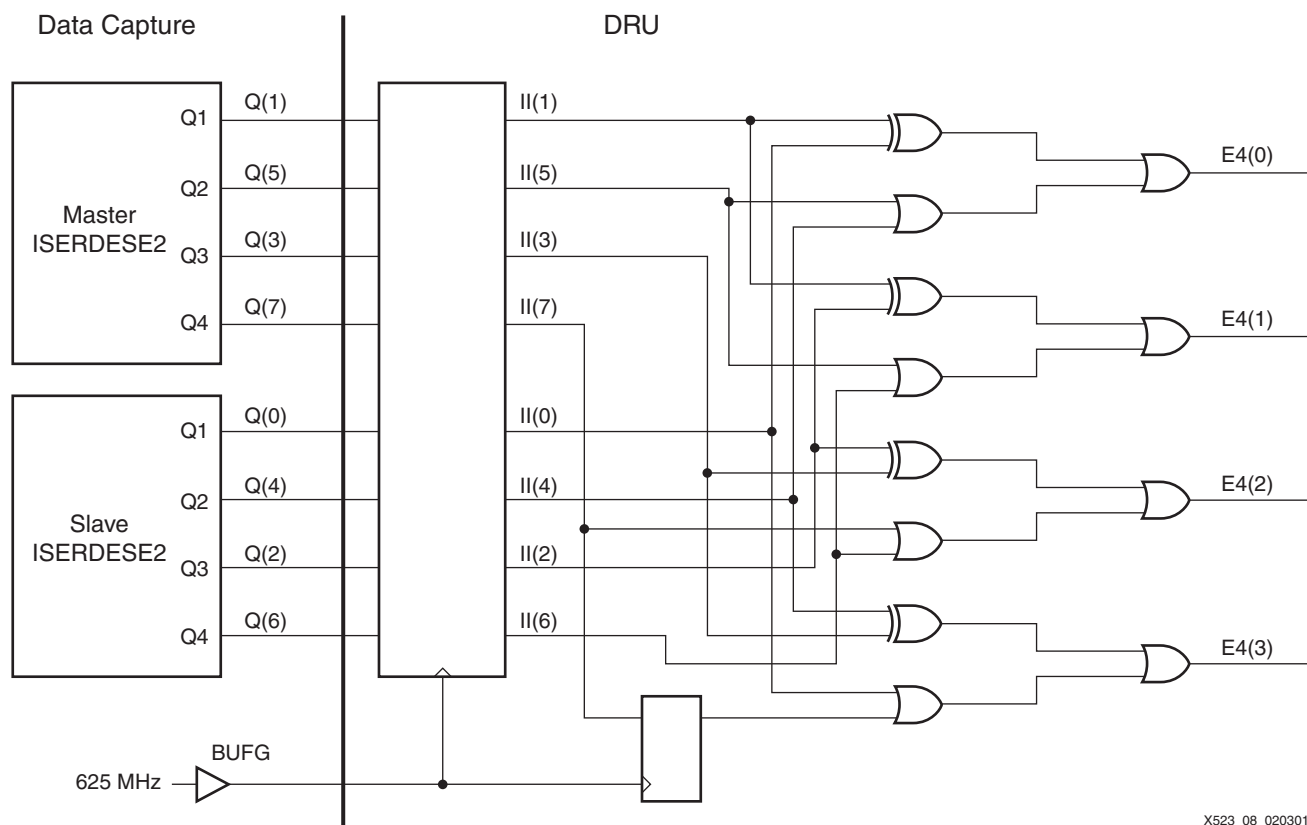 Data Capture
DRU
Q1
Q(1)
II(1)
E4(0)
Q2
Q(5)
II(5)
Master
ISERDESE2
Q3
Q(3)
II(3)
Q4
Q(7)
II(7)
E4(1)
Q1
Q(0)
II(0)
Q2
Q(4)
II(4)
E4(2)
Slave
ISERDESE2
Q3
Q(2)
II(2)
Q4
Q(6)
II(6)
E4(3)
BUFG
625 MHz
X523_08_020301